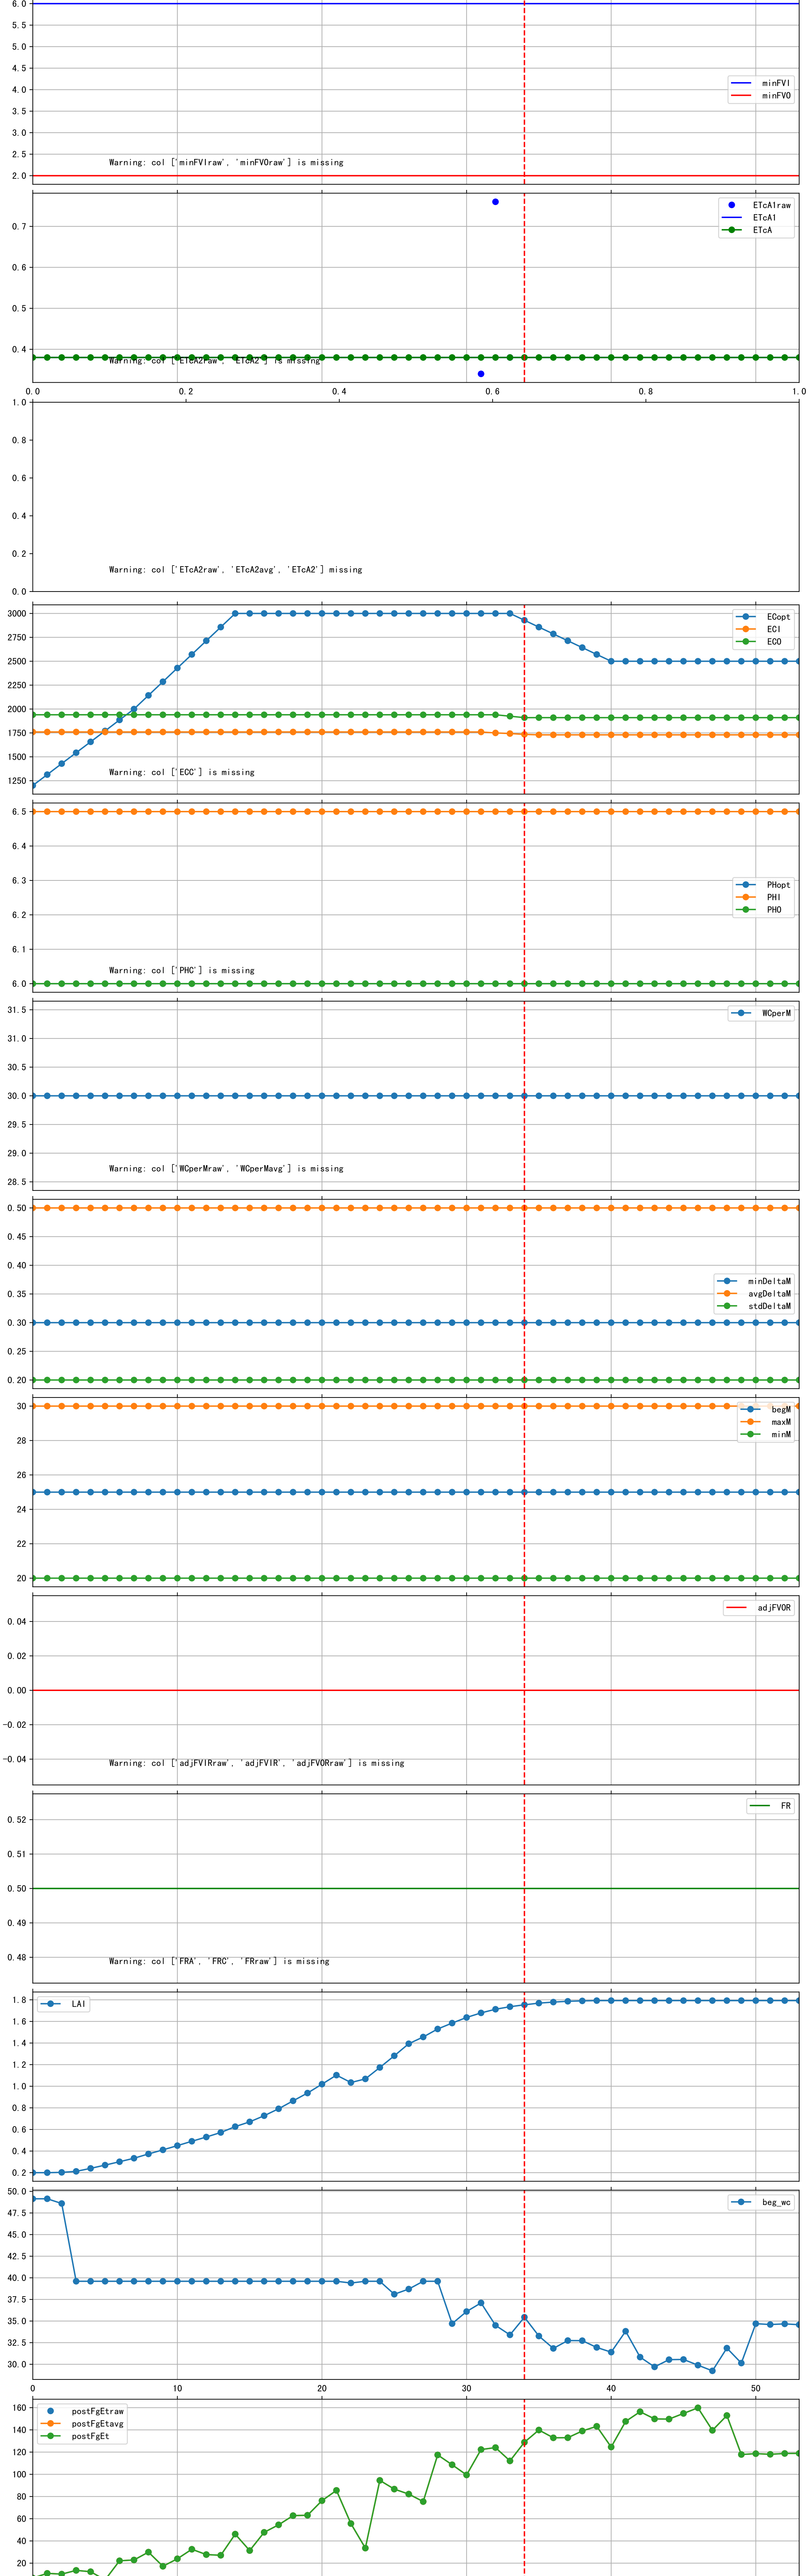 6.0
5.5
5.0
4.5
4.0
3.5
3.0
2.5
2.0
minFVI
minFVO
Warning: col ['minFVIraw', 'minFVOraw'] is missing
0.7
0.6
0.5
0.4
ETcA1raw
ETcA1
ETcA
Warning: col ['ETcA2raw', 'ETcA2'] is missing
0.0 0.2 0.4 0.6 0.8 1.0
1.0
0.8
0.6
0.4
0.2
0.0
Warning: col ['ETcA2raw', 'ETcA2avg', 'ETcA2'] missing
3000
2750
2500
2250
2000
1750
1500
1250
ECopt
ECI
ECO
Warning: col ['ECC'] is missing
6.5
6.4
6.3
6.2
6.1
6.0
PHopt
PHI
PHO
Warning: col ['PHC'] is missing
31.5
31.0
30.5
30.0
29.5
29.0
28.5
WCperM
Warning: col ['WCperMraw', 'WCperMavg'] is missing
0.50
0.45
0.40
0.35
0.30
0.25
0.20
minDeltaM
avgDeltaM
stdDeltaM
30
28
26
24
22
20
begM
maxM
minM
0.04
0.02
0.00
−0.02
−0.04
adjFVOR
Warning: col ['adjFVIRraw', 'adjFVIR', 'adjFVORraw'] is missing
0.52
0.51
0.50
0.49
0.48
FR
Warning: col ['FRA', 'FRC', 'FRraw'] is missing
1.8
1.6
1.4
1.2
1.0
0.8
0.6
0.4
0.2
LAI
50.0
47.5
45.0
42.5
40.0
37.5
35.0
32.5
30.0
beg_wc
0 10 20 30 40 50
160
140
120
100
80
60
40
20
postFgEtraw
postFgEtavg
postFgEt